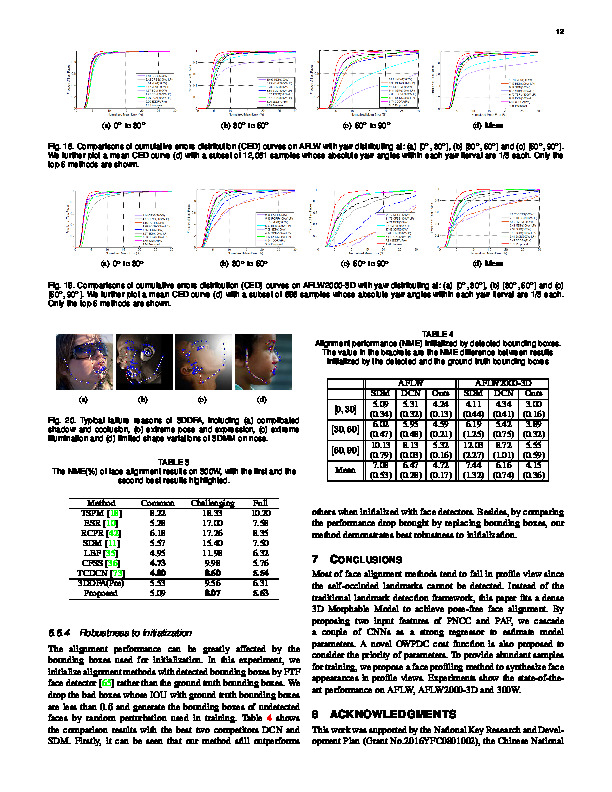 12
(a) 0° to 30°
(b) 30° to 60°
(c) 60° to 90°
(d) Mean
Fig. 18. Comparisons of cumulative errors distribution (CED) curves on AFLW with yaw distributing at: (a) [0°, 30°], (b) [30°, 60°] and (c) [60°, 90°].
We further plot a mean CED curve (d) with a subset of 12,081 samples whose absolute yaw angles within each yaw interval are 1/3 each. Only the
top 6 methods are shown.
(a) 0° to 30°
(b) 30° to 60°
(c) 60° to 90°
(d) Mean
Fig. 19. Comparisons of cumulative errors distribution (CED) curves on AFLW2000-3D with yaw distributing at: (a) [0°, 30°], (b) [30°, 60°] and (c)
[60°, 90°]. We further plot a mean CED curve (d) with a subset of 696 samples whose absolute yaw angles within each yaw interval are 1/3 each.
Only the top 6 methods are shown.
(a)
(b)
(c)
(d)
Fig. 20. Typical failure reasons of 3DDFA, including (a) complicated
shadow and occlusion, (b) extreme pose and expression, (c) extreme
illumination and (d) limited shape variations of 3DMM on nose.
TABLE 3
The NME(%) of face alignment results on 300W, with the first and the
second best results highlighted.
Method Common Challenging Full
TSPM [18] 8.22 18.33 10.20
ESR [10] 5.28 17.00 7.58
RCPR [42] 6.18 17.26 8.35
SDM [11] 5.57 15.40 7.50
LBF [35] 4.95 11.98 6.32
CFSS [36] 4.73 9.98 5.76
TCDCN [73] 4.80 8.60 5.54
3DDFA(Pre) 5.53 9.56 6.31
Proposed 5.09 8.07 5.63
5.5.4 Robustness to Initialization
The alignment performance can be greatly affected by the
bounding boxes used for initialization. In this experiment, we
initialize alignment methods with detected bounding boxes by FTF
face detector [65] rather than the ground truth bounding boxes. We
drop the bad boxes whose IOU with ground truth bounding boxes
are less than 0.6 and generate the bounding boxes of undetected
faces by random perturbation used in training. Table 4 shows
the comparison results with the best two competitors DCN and
SDM. Firstly, it can be seen that our method still outperforms
TABLE 4
Alignment performance (NME) initialized by detected bounding boxes.
The value in the brackets are the NME difference between results
initialized by the detected and the ground truth bounding boxes
AFLW AFLW2000-3D
SDM DCN Ours SDM DCN Ours
[0, 30] 5.09 5.31 4.24 4.11 4.34 3.00
(0.34) (0.32) (0.13) (0.44) (0.41) (0.16)
[30, 60] 6.02 5.95 4.59 6.19 5.42 3.89
(0.47) (0.48) (0.21) (1.25) (0.75) (0.32)
[60, 90] 10.13 8.13 5.32 12.03 8.72 5.55
(0.79) (0.03) (0.16) (2.27) (1.01) (0.59)
Mean 7.08 6.47 4.72 7.44 6.16 4.15
(0.53) (0.28) (0.17) (1.32) (0.74) (0.36)
others when initialized with face detectors. Besides, by comparing
the performance drop brought by replacing bounding boxes, our
method demonstrates best robustness to initialization.
7 CONCLUSIONS
Most of face alignment methods tend to fail in profile view since
the self-occluded landmarks cannot be detected. Instead of the
traditional landmark detection framework, this paper fits a dense
3D Morphable Model to achieve pose-free face alignment. By
proposing two input features of PNCC and PAF, we cascade
a couple of CNNs as a strong regressor to estimate model
parameters. A novel OWPDC cost function is also proposed to
consider the priority of parameters. To provide abundant samples
for training, we propose a face profiling method to synthesize face
appearances in profile views. Experiments show the state-of-the-
art performance on AFLW, AFLW2000-3D and 300W.
8 ACKNOWLEDGMENTS
This work was supported by the National Key Research and Devel-
opment Plan (Grant No.2016YFC0801002), the Chinese National